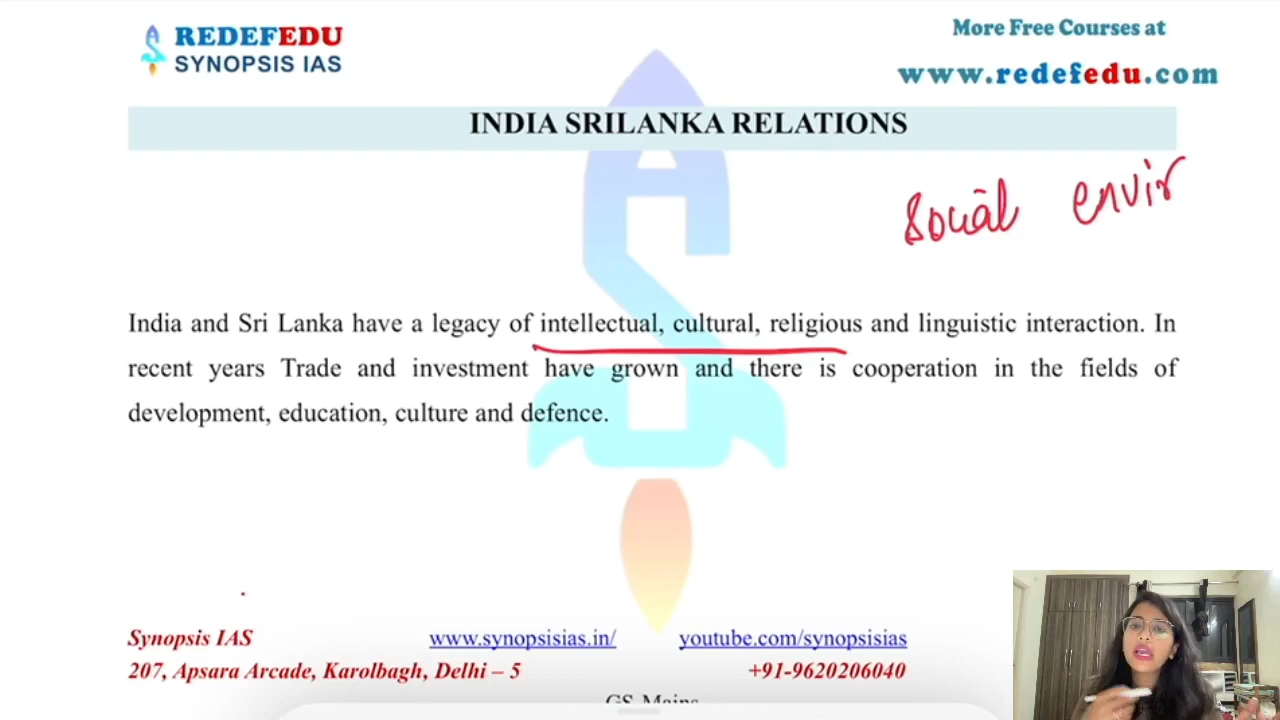 REDEFEDU
SYNOPSIS IAS
More Free Courses at
www.redefedu.com
INDIA SRILANKA RELATIONS
Social envir
India and Sri Lanka have a legacy of intellectual, cultural, religious and linguistic interaction. In
recent years Trade and investment have grown and there is cooperation in the fields of
development, education, culture and defence.
Synopsis IAS www.synopsisias.in/ youtube.com/synopsisias
207, Apsara Arcade, Karolbagh, Delhi – 5 +91-9620206040
GS Mains